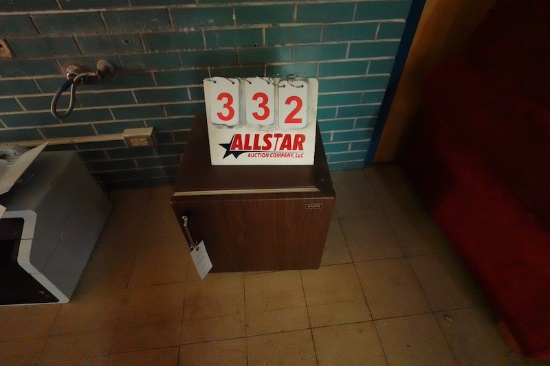 332
ALLSTAR
AUCTION COMPANY, LLC